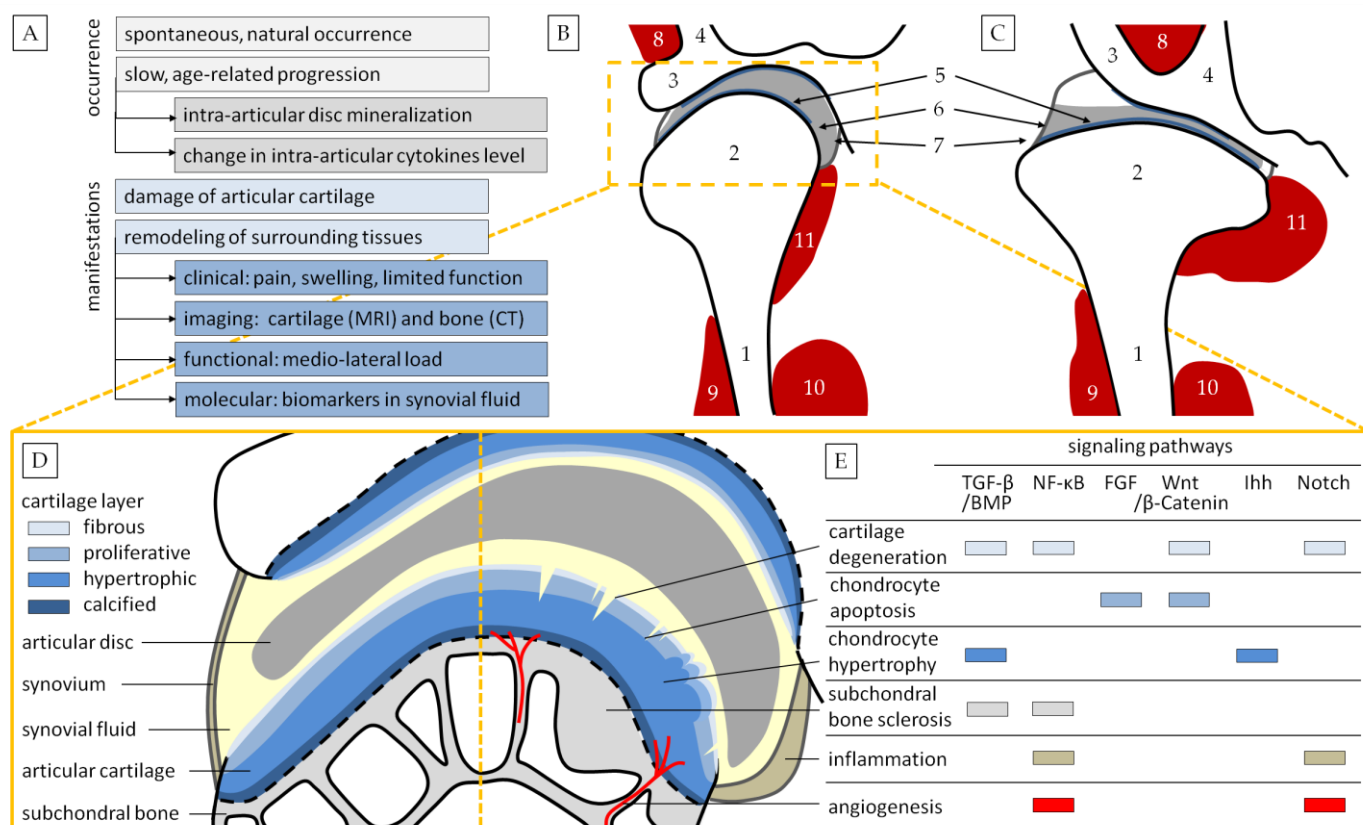 A
occurrence
spontaneous, natural occurrence
slow, age-related progression
intra-articular disc mineralization
change in intra-articular cytokines level
manifestations
damage of articular cartilage
remodeling of surrounding tissues
clinical: pain, swelling, limited function
imaging: cartilage (MRI) and bone (CT)
functional: medio-lateral load
molecular: biomarkers in synovial fluid
B
8
4
3
2
11
1
9
10
5
6
7
C
8
3
4
2
11
1
9
10
D
cartilage layer
fibrous
proliferative
hypertrophic
calcified
articular disc
synovium
synovial fluid
articular cartilage
subchondral bone
E
signaling pathways
TGF-β NF-κB FGF Wnt Ihh Notch
/BMP /β-Catenin
cartilage
degeneration
chondrocyte
apoptosis
chondrocyte
hypertrophy
subchondral
bone sclerosis
inflammation
angiogenesis